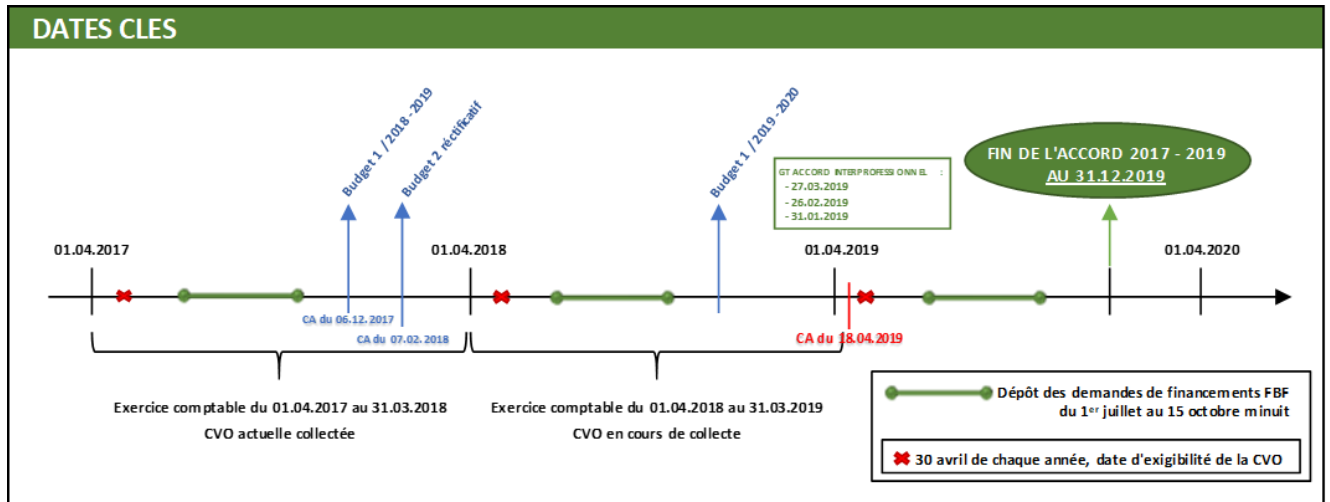 DATES CLES
Budget 1 / 2018 - 2019
Budget 2 réctificatif
Budget 1 / 2019 - 2020
GT ACCORD INTERPROFESSIONNEL :
- 27.03.2019
- 26.02.2019
- 31.01.2019
FIN DE L'ACCORD 2017 - 2019
AU 31.12.2019
01.04.2017
01.04.2018
01.04.2019
01.04.2020
CA du 06.12.2017
CA du 07.02.2018
CA du 18.04.2019
Exercice comptable du 01.04.2017 au 31.03.2018
CVO actuelle collectée
Exercice comptable du 01.04.2018 au 31.03.2019
CVO en cours de collecte
Dépôt des demandes de financements FBF
du 1er juillet au 15 octobre minuit
30 avril de chaque année, date d'exigibilité de la CVO